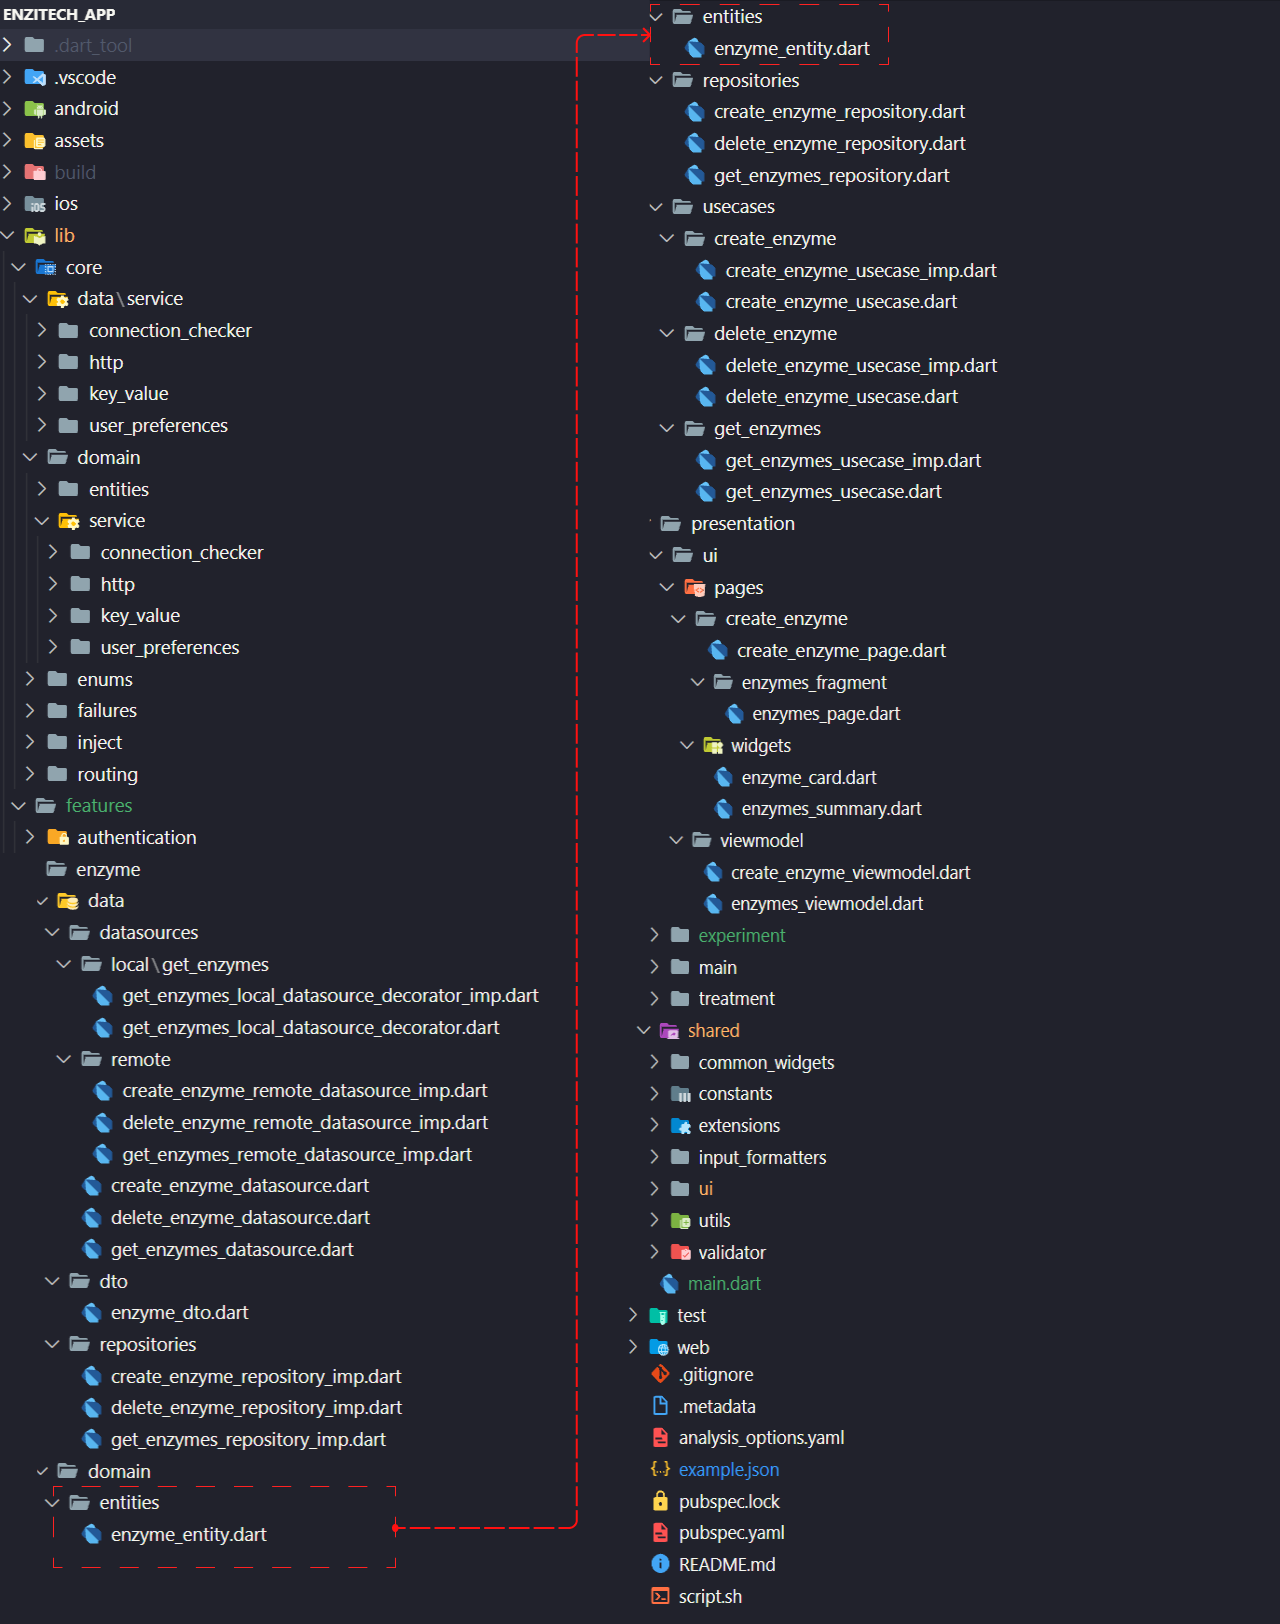 ENZITECH_APP
.dart_tool
.vscode
android
assets
build
ios
lib
core
data\service
connection_checker
http
key_value
user_preferences
domain
entities
service
connection_checker
http
key_value
user_preferences
enums
failures
inject
routing
features
authentication
enzyme
data
datasources
local\get_enzymes
get_enzymes_local_datasource_decorator_imp.dart
get_enzymes_local_datasource_decorator.dart
remote
create_enzyme_remote_datasource_imp.dart
delete_enzyme_remote_datasource_imp.dart
get_enzymes_remote_datasource_imp.dart
create_enzyme_datasource.dart
delete_enzyme_datasource.dart
get_enzymes_datasource.dart
dto
enzyme_dto.dart
repositories
create_enzyme_repository_imp.dart
delete_enzyme_repository_imp.dart
get_enzymes_repository_imp.dart
domain
entities
enzyme_entity.dart
entities
enzyme_entity.dart
repositories
create_enzyme_repository.dart
delete_enzyme_repository.dart
get_enzymes_repository.dart
usecases
create_enzyme
create_enzyme_usecase_imp.dart
create_enzyme_usecase.dart
delete_enzyme
delete_enzyme_usecase_imp.dart
delete_enzyme_usecase.dart
get_enzymes
get_enzymes_usecase_imp.dart
get_enzymes_usecase.dart
presentation
ui
pages
create_enzyme
create_enzyme_page.dart
enzymes_fragment
enzymes_page.dart
widgets
enzyme_card.dart
enzymes_summary.dart
viewmodel
create_enzyme_viewmodel.dart
enzymes_viewmodel.dart
experiment
main
treatment
shared
common_widgets
constants
extensions
input_formatters
ui
utils
validator
main.dart
test
web
.gitignore
.metadata
analysis_options.yaml
example.json
pubspec.lock
pubspec.yaml
README.md
script.sh